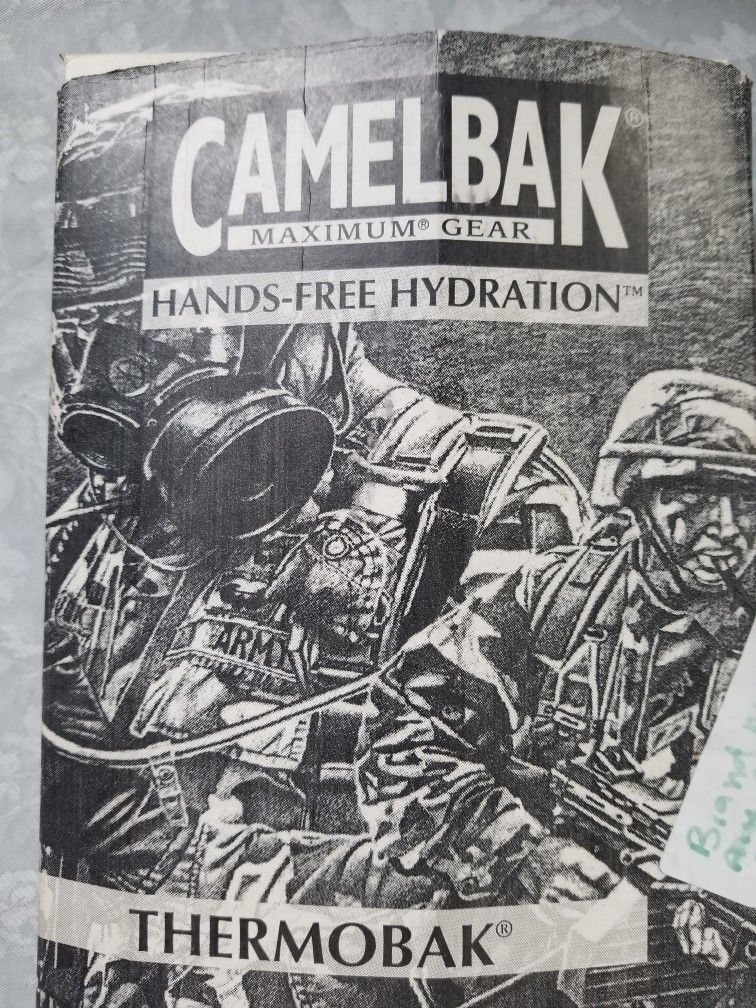 CAMELBAK®
MAXIMUM® GEAR
HANDS-FREE HYDRATION™
ARMY
THERMOBAK®